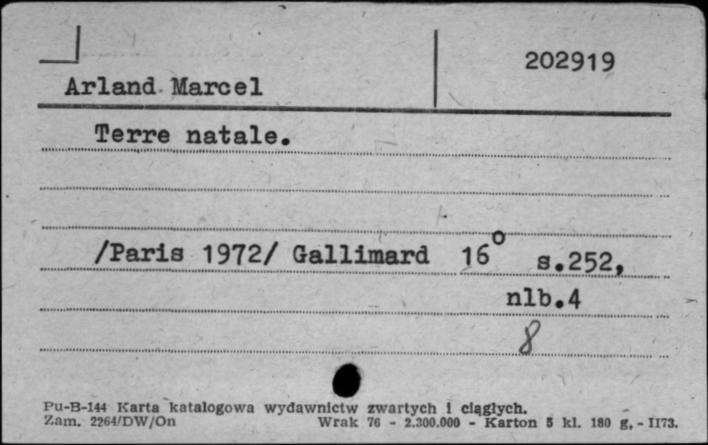 202919
Arland Marcel
Terre natale.
/Paris 1972/ Gallimard 16° s.252,
nlb.4
8
Pu-B-144 Karta katalogowa wydawnictw zwartych i ciągłych.
Zam. 2264/DW/On Wrak 76 - 2.300.000 - Karton 5 kl. 180 g, - II73.